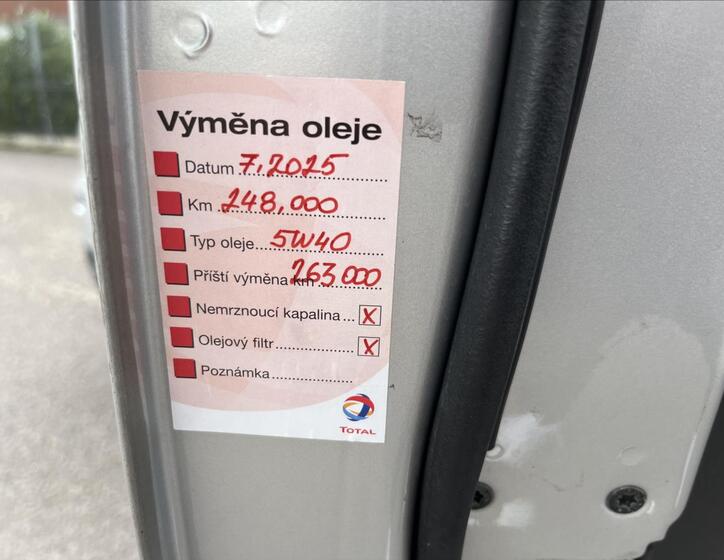 Výměna oleje
Datum 7.2025
Km 248,000
Typ oleje 5W40
Příští výměna km 263 000
Nemrznoucí kapalina ... X
Olejový filtr ... X
Poznámka
TOTAL